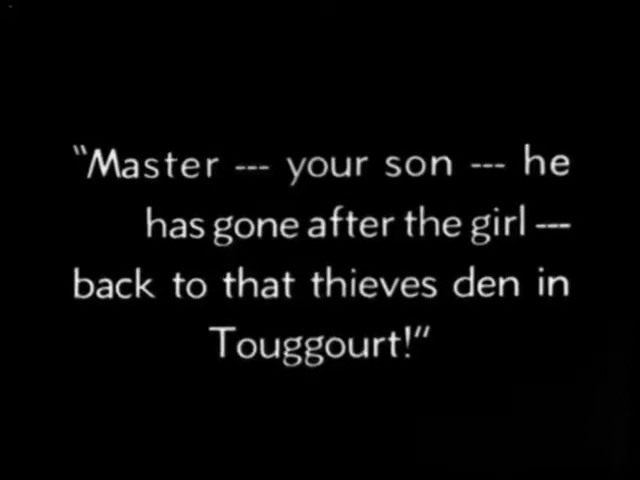 "Master --- your son --- he
has gone after the girl ---
back to that thieves den in
Touggourt!"